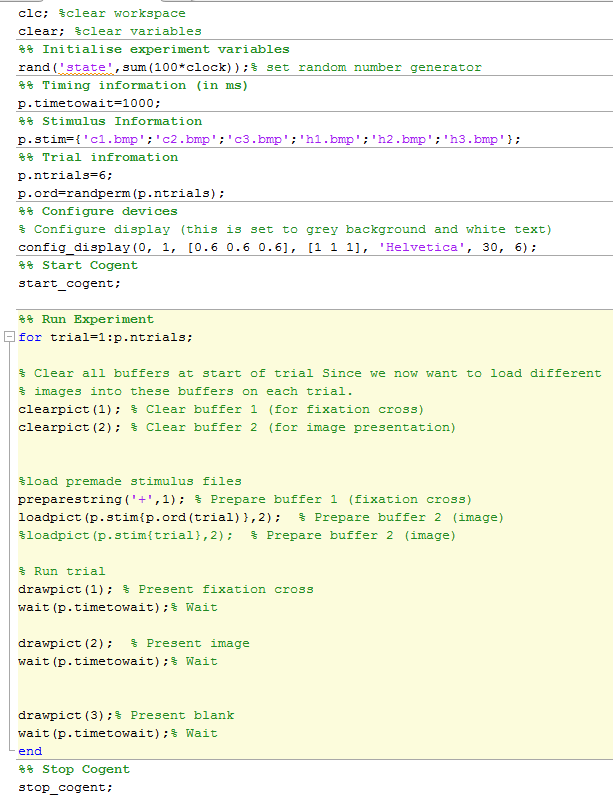 clc; %clear workspace
clear; %clear variables
%% Initialise experiment variables
rand('state',sum(100*clock));% set random number generator
%% Timing information (in ms)
p.timetowait=1000;
%% Stimulus Information
p.stim={'c1.bmp';'c2.bmp';'c3.bmp';'h1.bmp';'h2.bmp';'h3.bmp'};
%% Trial infromation
p.ntrials=6;
p.ord=randperm(p.ntrials);
%% Configure devices
% Configure display (this is set to grey background and white text)
config_display(0, 1, [0.6 0.6 0.6], [1 1 1], 'Helvetica', 30, 6);
%% Start Cogent
start_cogent;
%% Run Experiment
for trial=1:p.ntrials;
% Clear all buffers at start of trial Since we now want to load different
% images into these buffers on each trial.
clearpict(1); % Clear buffer 1 (for fixation cross)
clearpict(2); % Clear buffer 2 (for image presentation)
%load premade stimulus files
preparestring('+',1); % Prepare buffer 1 (fixation cross)
loadpict(p.stim{p.ord(trial)},2);  % Prepare buffer 2 (image)
%loadpict(p.stim{trial},2);  % Prepare buffer 2 (image)
% Run trial
drawpict(1); % Present fixation cross
wait(p.timetowait);% Wait
drawpict(2);  % Present image
wait(p.timetowait);% Wait
drawpict(3);% Present blank
wait(p.timetowait);% Wait
end
%% Stop Cogent
stop_cogent;